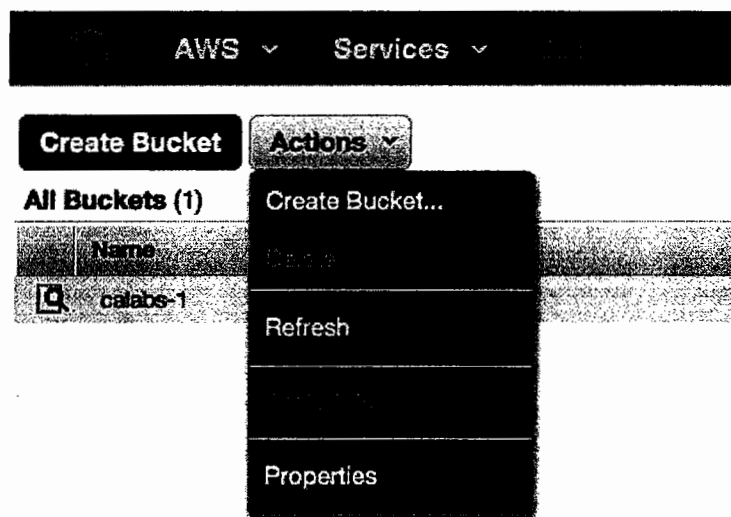 AWS Services
Create Bucket Actions
All Buckets (1)
Create Bucket...
Name
calabs-1
Refresh
Properties